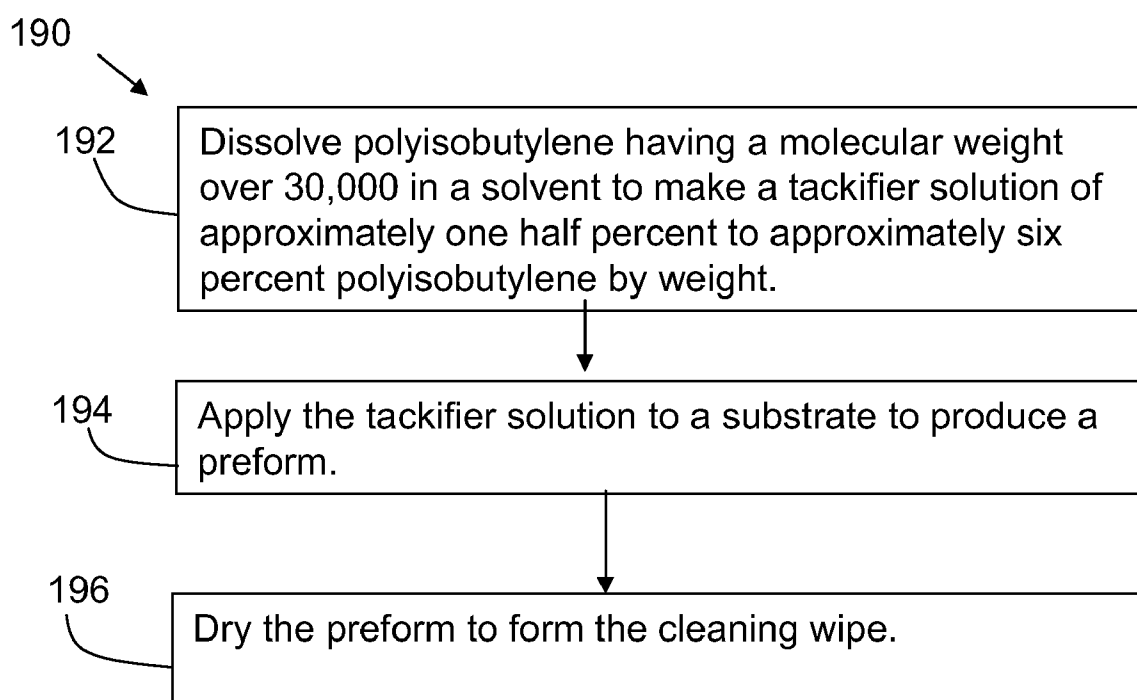 190
192
Dissolve polyisobutylene having a molecular weight
over 30,000 in a solvent to make a tackifier solution of
approximately one half percent to approximately six
percent polyisobutylene by weight.
194
Apply the tackifier solution to a substrate to produce a
preform.
196
Dry the preform to form the cleaning wipe.